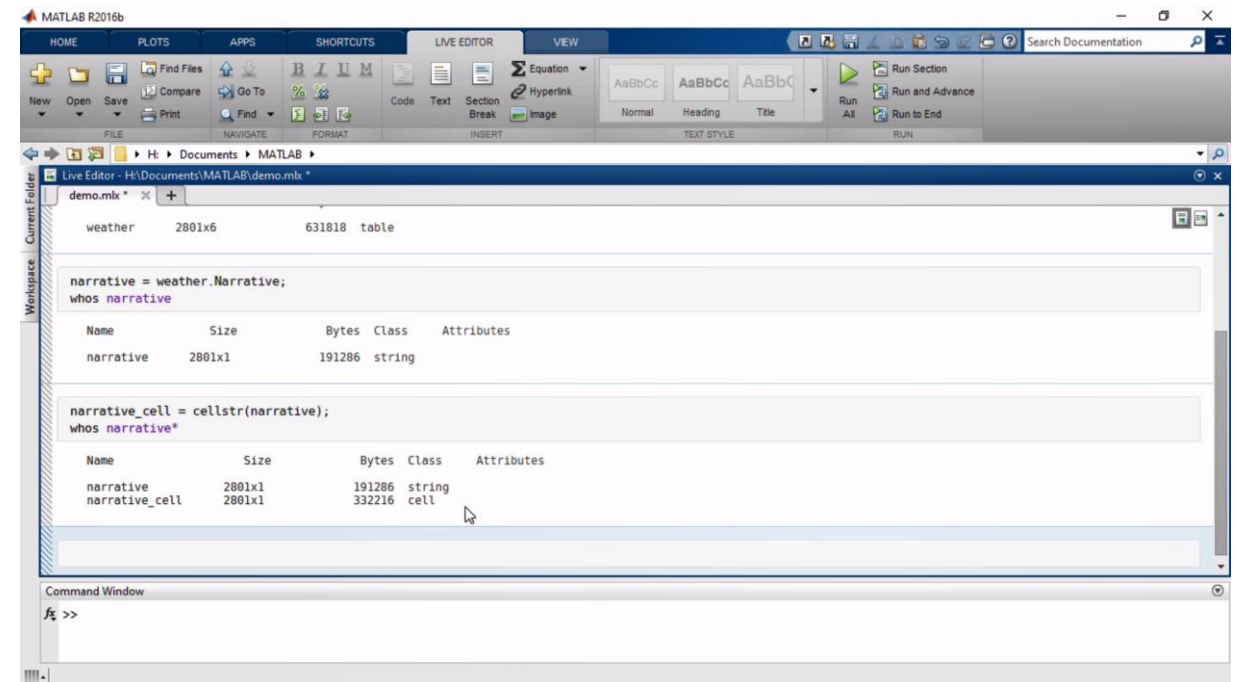 MATLAB R2016b
HOME PLOTS APPS SHORTCUTS LIVE EDITOR VIEW Search Documentation
New Open Save Find Files Compare Print
FILE
Go To Find
NAVIGATE
B I U M
FORMAT
Code Text Section Break Equation Hyperlink Image
INSERT
AaBbCc AaBbCc AaBbC
Normal Heading Title
TEXT STYLE
Run All Run Section Run and Advance Run to End
RUN
H: Documents MATLAB
Current Folder
Workspace
Live Editor - H:\Documents\MATLAB\demo.mlx *
demo.mlx * +
weather 2801x6 631818 table
narrative = weather.Narrative;
whos narrative
Name Size Bytes Class Attributes
narrative 2801x1 191286 string
narrative_cell = cellstr(narrative);
whos narrative*
Name Size Bytes Class Attributes
narrative 2801x1 191286 string
narrative_cell 2801x1 332216 cell
Command Window
fx >>